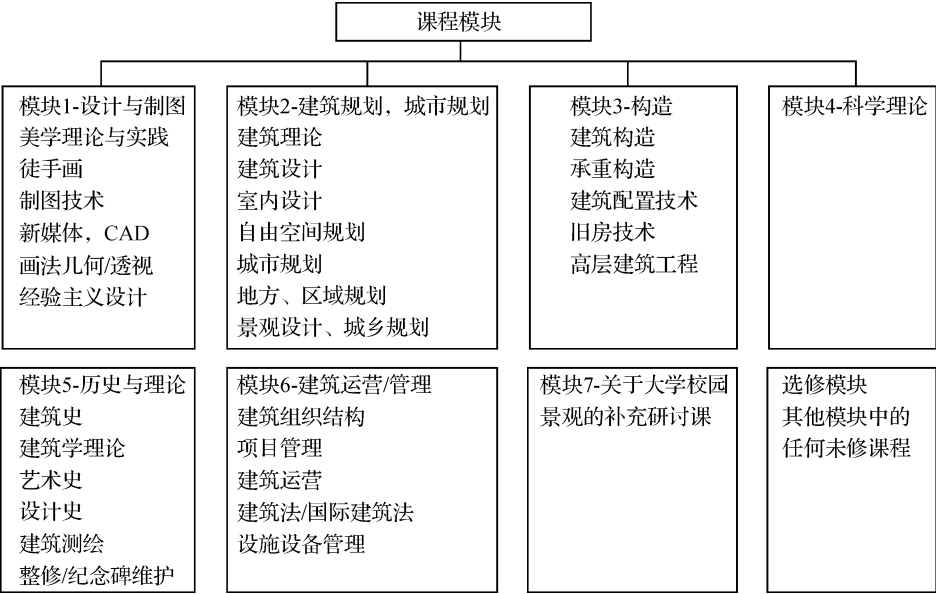 课程模块
模块1-设计与制图
美学理论与实践
徒手画
制图技术
新媒体，CAD
画法几何/透视
经验主义设计
模块2-建筑规划，城市规划
建筑理论
建筑设计
室内设计
自由空间规划
城市规划
地方、区域规划
景观设计、城乡规划
模块3-构造
建筑构造
承重构造
建筑配置技术
旧房技术
高层建筑工程
模块4-科学理论
模块5-历史与理论
建筑史
建筑学理论
艺术史
设计史
建筑测绘
整修/纪念碑维护
模块6-建筑运营/管理
建筑组织结构
项目管理
建筑运营
建筑法/国际建筑法
设施设备管理
模块7-关于大学校园
景观的补充研讨课
选修模块
其他模块中的
任何未修课程